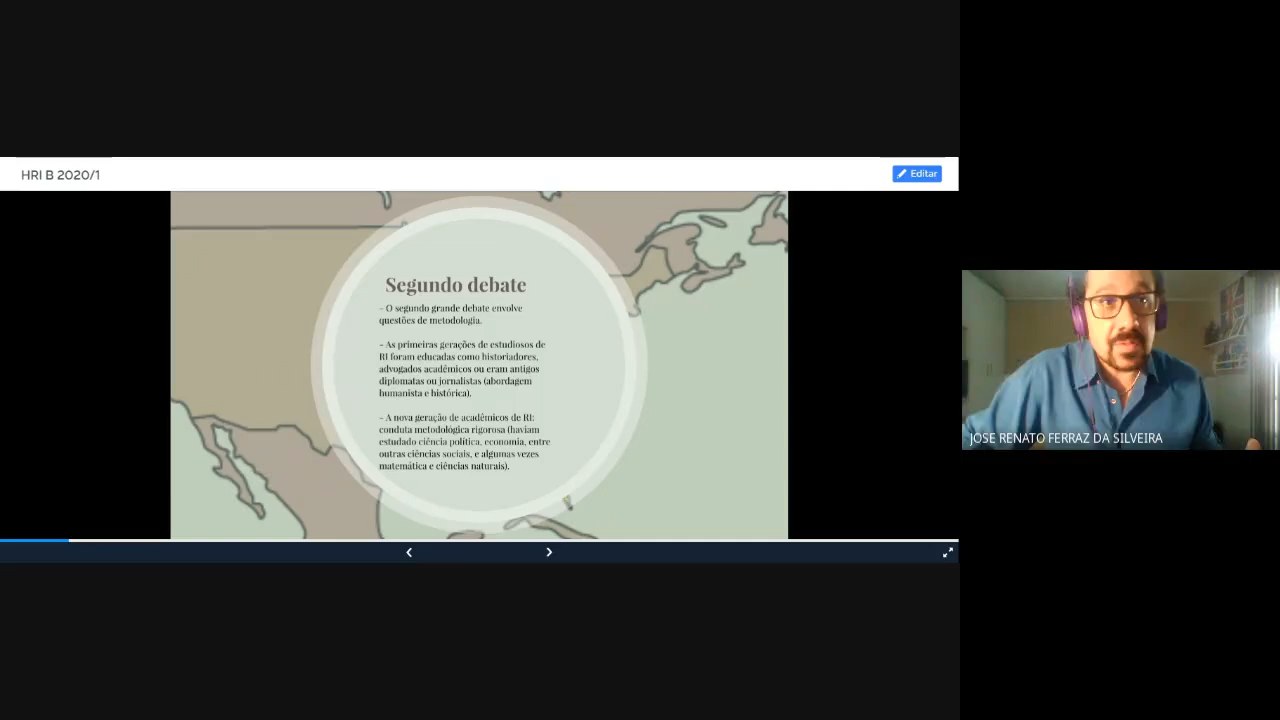 HRI B 2020/1
Editar
Segundo debate
- O segundo grande debate envolve
questões de metodologia.
- As primeiras gerações de estudiosos de
RI foram educadas como historiadores,
advogados acadêmicos ou eram antigos
diplomatas ou jornalistas (abordagem
humanista e histórica).
- A nova geração de acadêmicos de RI:
conduta metodológica rigorosa (haviam
estudado ciência política, economia, entre
outras ciências sociais, e algumas vezes
matemática e ciências naturais).
JOSE RENATO FERRAZ DA SILVEIRA